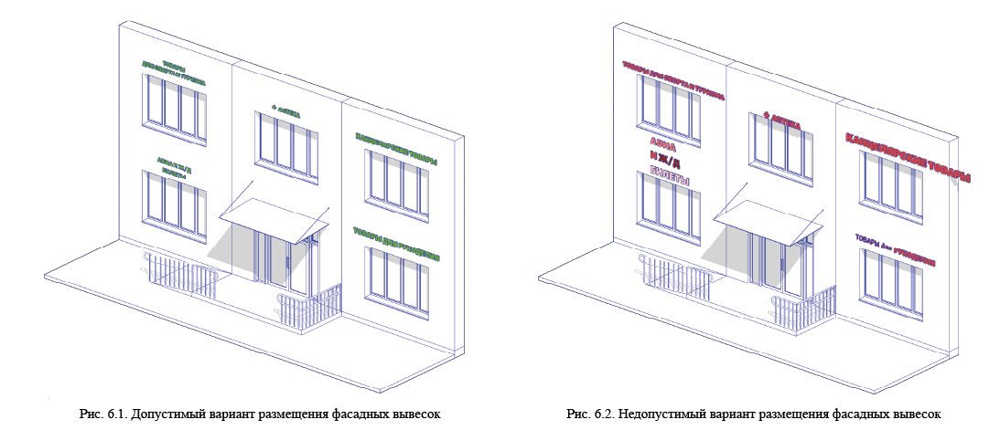 ТОВАРЫ
ДЛЯ СПОРТА И ТУРИЗМА
+ АПТЕКА
КАНЦЕЛЯРСКИЕ ТОВАРЫ
АВИА И Ж/Д
БИЛЕТЫ
ТОВАРЫ ДЛЯ РУКОДЕЛИЯ
Рис. 6.1. Допустимый вариант размещения фасадных вывесок
ТОВАРЫ ДЛЯ СПОРТА И ТУРИЗМА
+ АПТЕКА
АВИА
И Ж/Д
БИЛЕТЫ
КАНЦЕЛЯРСКИЕ ТОВАРЫ
ТОВАРЫ Для РУКОДЕЛИЯ
Рис. 6.2. Недопустимый вариант размещения фасадных вывесок